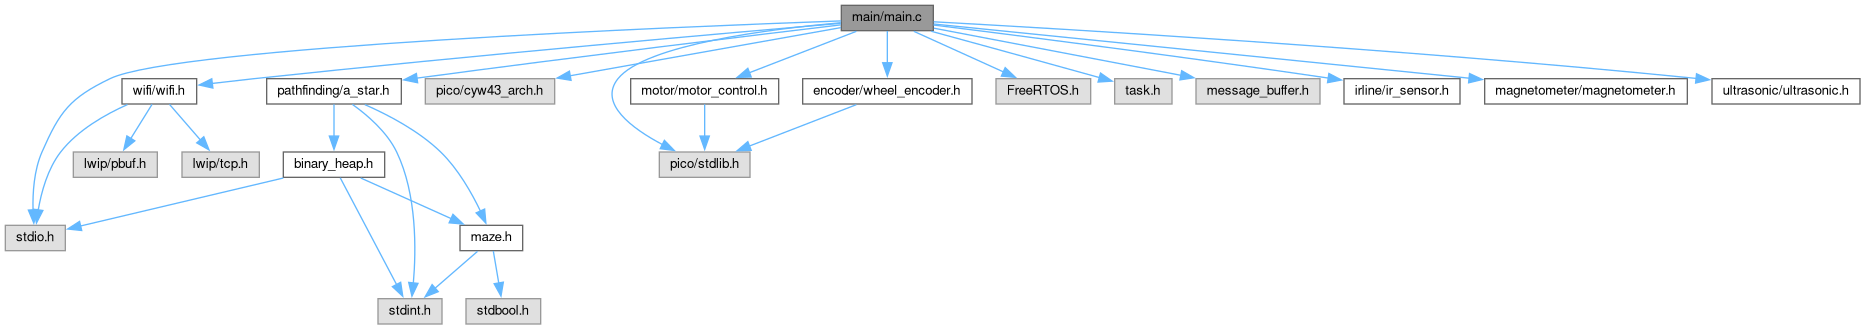 main/main.c
wifi/wifi.h
pathfinding/a_star.h
pico/cyw43_arch.h
motor/motor_control.h
encoder/wheel_encoder.h
FreeRTOS.h
task.h
message_buffer.h
irline/ir_sensor.h
magnetometer/magnetometer.h
ultrasonic/ultrasonic.h
lwip/pbuf.h
lwip/tcp.h
binary_heap.h
pico/stdlib.h
stdio.h
maze.h
stdint.h
stdbool.h